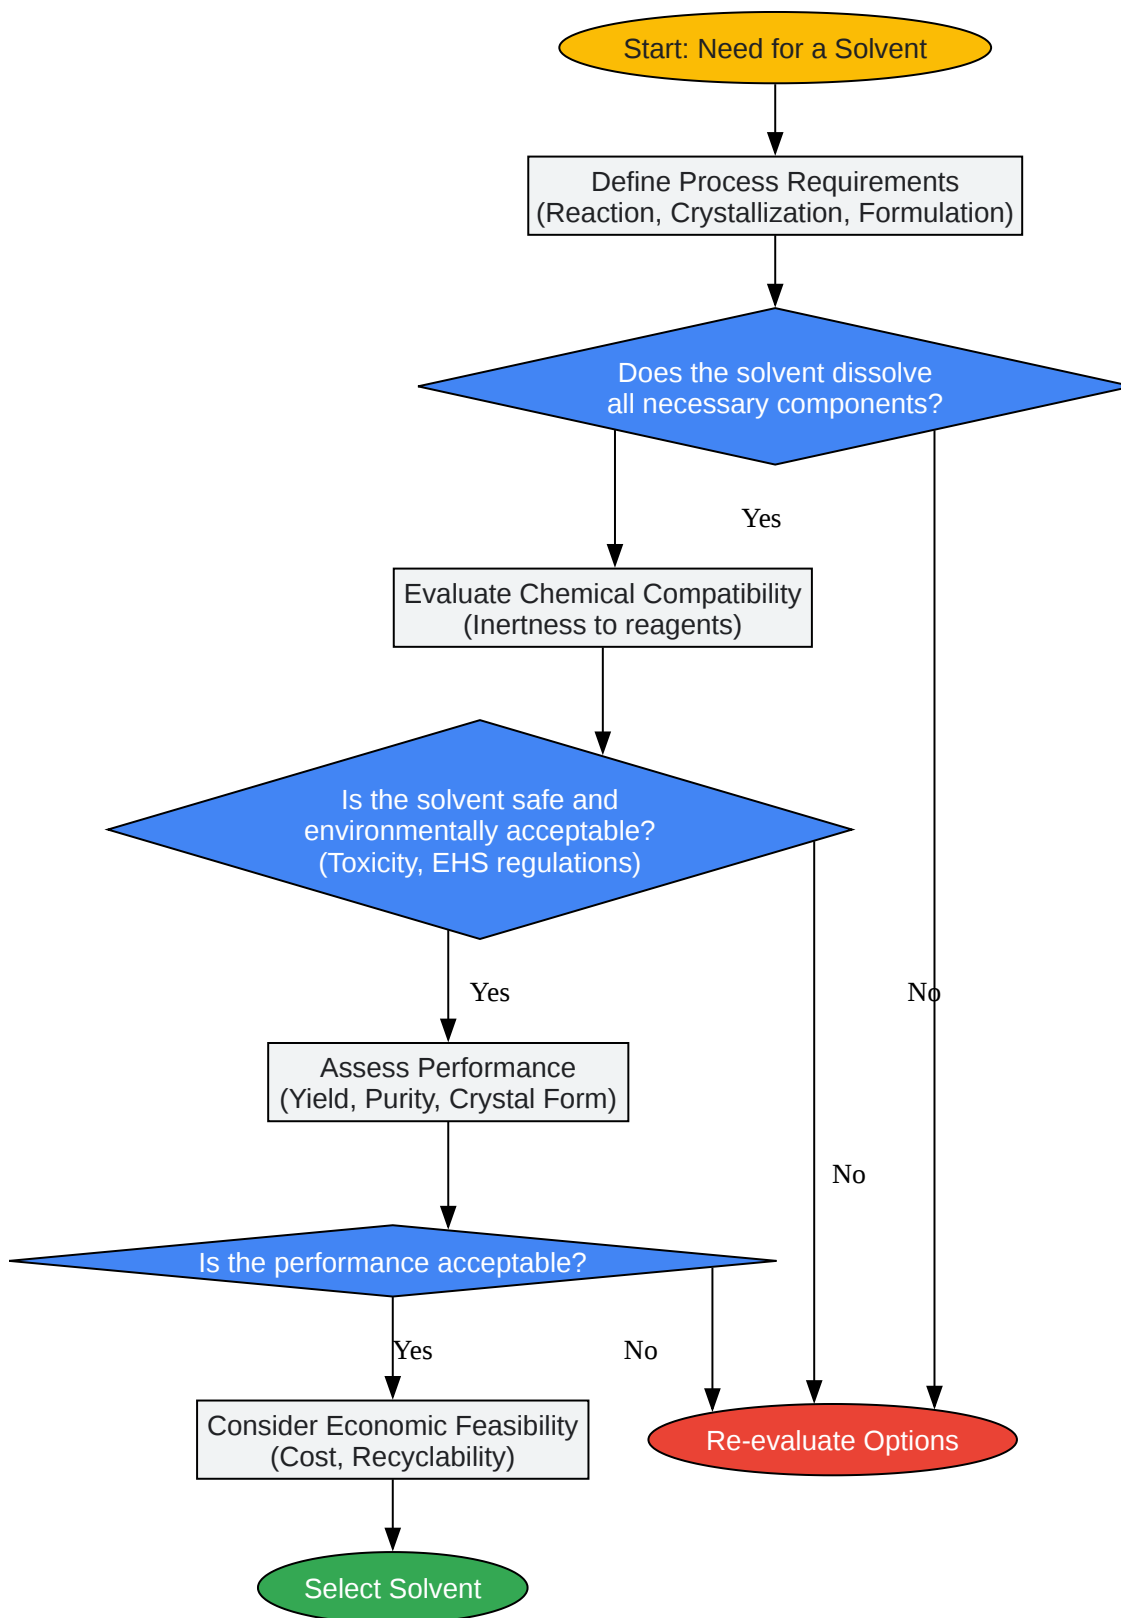 Start: Need for a Solvent
Define Process Requirements
(Reaction, Crystallization, Formulation)
Does the solvent dissolve
all necessary components?
Yes
Evaluate Chemical Compatibility
(Inertness to reagents)
Is the solvent safe and
environmentally acceptable?
(Toxicity, EHS regulations)
Yes
No
Assess Performance
(Yield, Purity, Crystal Form)
No
Is the performance acceptable?
Yes
No
Consider Economic Feasibility
(Cost, Recyclability)
Re-evaluate Options
Select Solvent